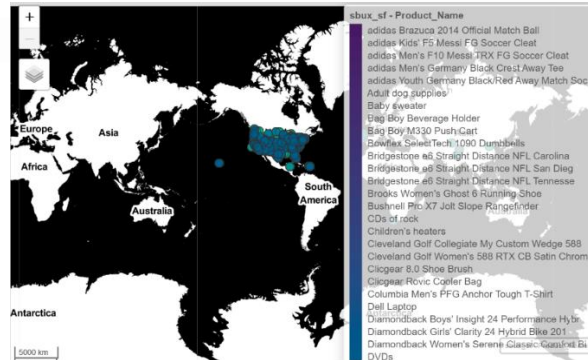 +
−
Europe
Asia
Africa
Australia
South
America
Antarctica
5000 km
sbux_sf - Product_Name
adidas Brazuca 2014 Official Match Ball
adidas Kids' F5 Messi FG Soccer Cleat
adidas Men's F10 Messi TRX FG Soccer Cleat
adidas Men's Germany Black Crest Away Tee
adidas Youth Germany Black/Red Away Match Soc
Adult dog supplies
Baby sweater
Bag Boy Beverage Holder
Bag Boy M330 Push Cart
Bowflex SelectTech 1090 Dumbbells
Bridgestone e6 Straight Distance NFL Carolina
Bridgestone e6 Straight Distance NFL San Dieg
Bridgestone e6 Straight Distance NFL Tennesse
Brooks Women's Ghost 6 Running Shoe
Bushnell Pro X7 Jolt Slope Rangefinder
CDs of rock
Children's heaters
Cleveland Golf Collegiate My Custom Wedge 588
Cleveland Golf Women's 588 RTX CB Satin Chrom
Clicgear 8.0 Shoe Brush
Clicgear Rovic Cooler Bag
Columbia Men's PFG Anchor Tough T-Shirt
Dell Laptop
Diamondback Boys' Insight 24 Performance Hybr
Diamondback Girls' Clarity 24 Hybrid Bike 201
Diamondback Women's Serene Classic Comfort Bi
DVDs